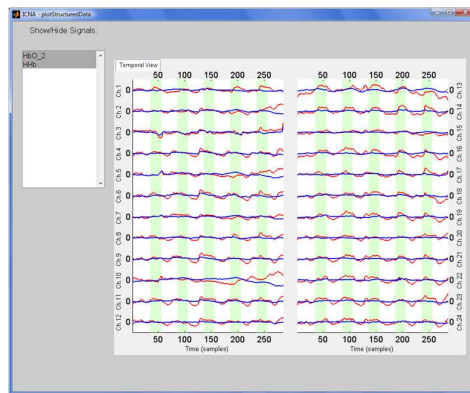 ICNA - plotStructuredData
Show/Hide Signals:
HbO_2
HHb
Temporal View
50 100 150 200 250
50 100 150 200 250
Ch.1 0
Ch.2 0
Ch.3 0
Ch.4 0
Ch.5 0
Ch.6 0
Ch.7 0
Ch.8 0
Ch.9 0
Ch.10 0
Ch.11 0
Ch.12 0
0 Ch.13
0 Ch.14
0 Ch.15
0 Ch.16
0 Ch.17
0 Ch.18
0 Ch.19
0 Ch.20
0 Ch.21
0 Ch.22
0 Ch.23
0 Ch.24
50 100 150 200 250
50 100 150 200 250
Time (samples)
Time (samples)